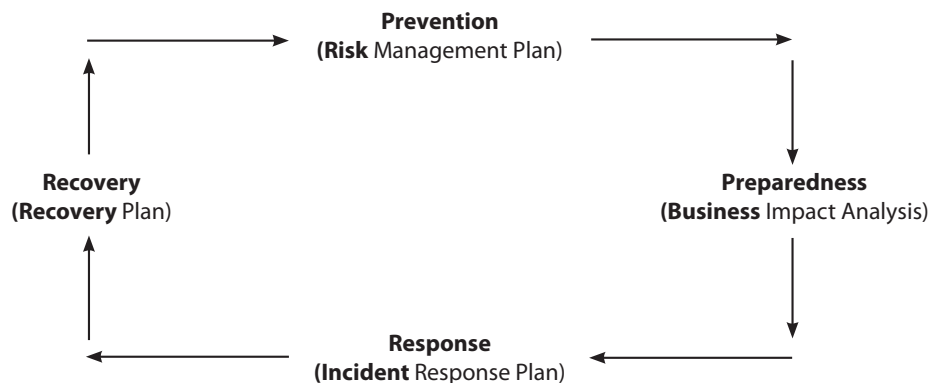 Prevention
(Risk Management Plan)
Recovery
(Recovery Plan)
Preparedness
(Business Impact Analysis)
Response
(Incident Response Plan)